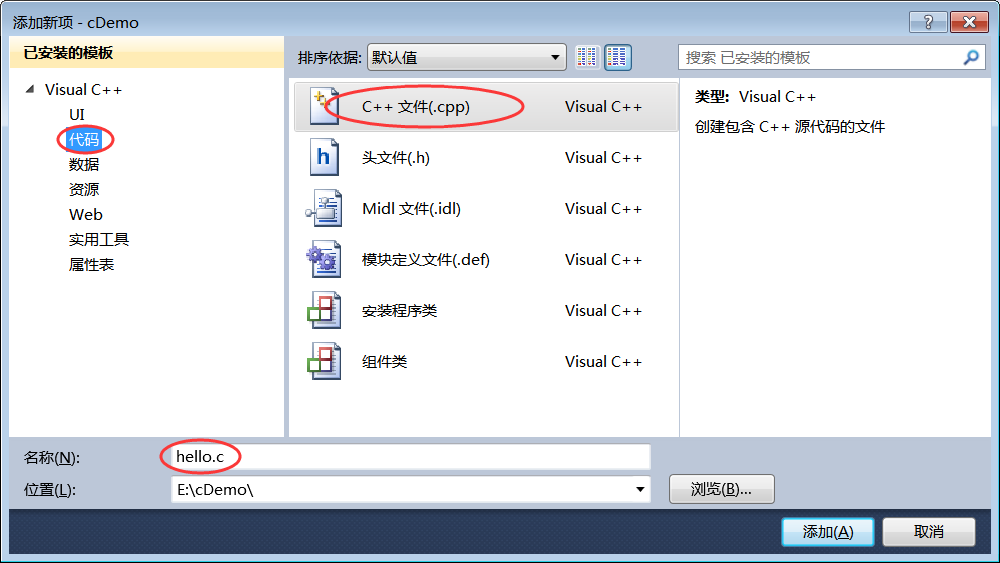 添加新项 - cDemo
已安装的模板
排序依据: 默认值
搜索 已安装的模板
Visual C++
UI
代码
数据
资源
Web
实用工具
属性表
C++ 文件(.cpp) Visual C++
头文件(.h) Visual C++
Midl 文件(.idl) Visual C++
模块定义文件(.def) Visual C++
安装程序类 Visual C++
组件类 Visual C++
类型: Visual C++
创建包含 C++ 源代码的文件
名称(N): hello.c
位置(L): E:\cDemo\
浏览(B)...
添加(A) 取消